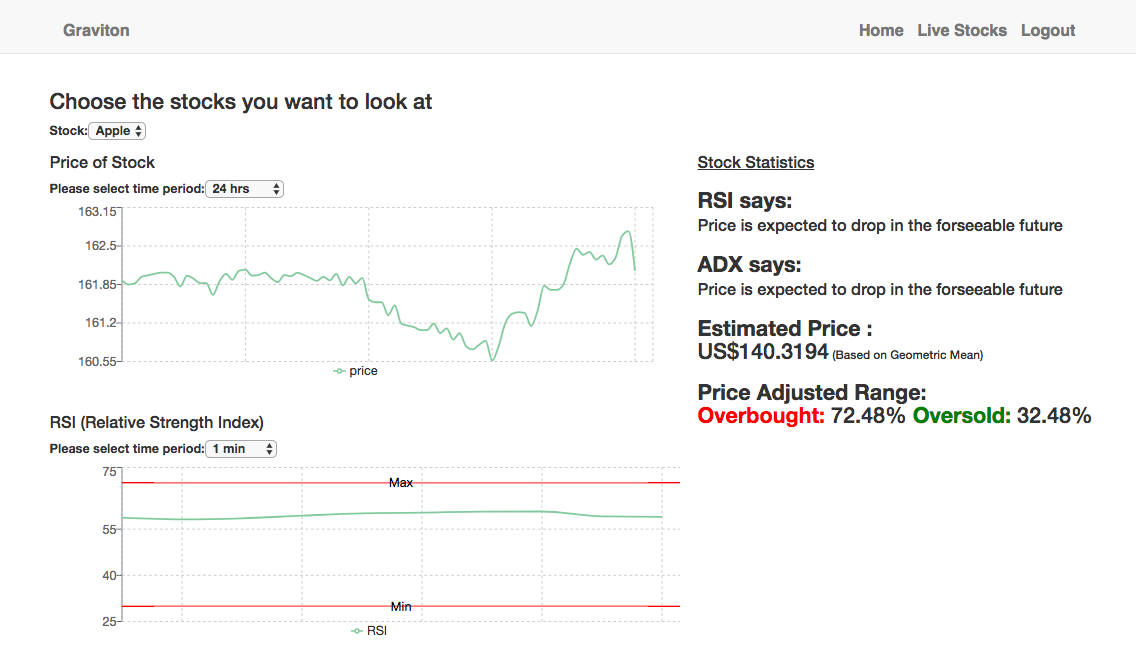 Graviton
Home Live Stocks Logout
Choose the stocks you want to look at
Stock: Apple
Price of Stock
Please select time period: 24 hrs
163.15
162.5
161.85
161.2
160.55
price
RSI (Relative Strength Index)
Please select time period: 1 min
75
Max
55
40
Min
25
RSI
Stock Statistics
RSI says:
Price is expected to drop in the forseeable future
ADX says:
Price is expected to drop in the forseeable future
Estimated Price :
US$140.3194 (Based on Geometric Mean)
Price Adjusted Range:
Overbought: 72.48% Oversold: 32.48%